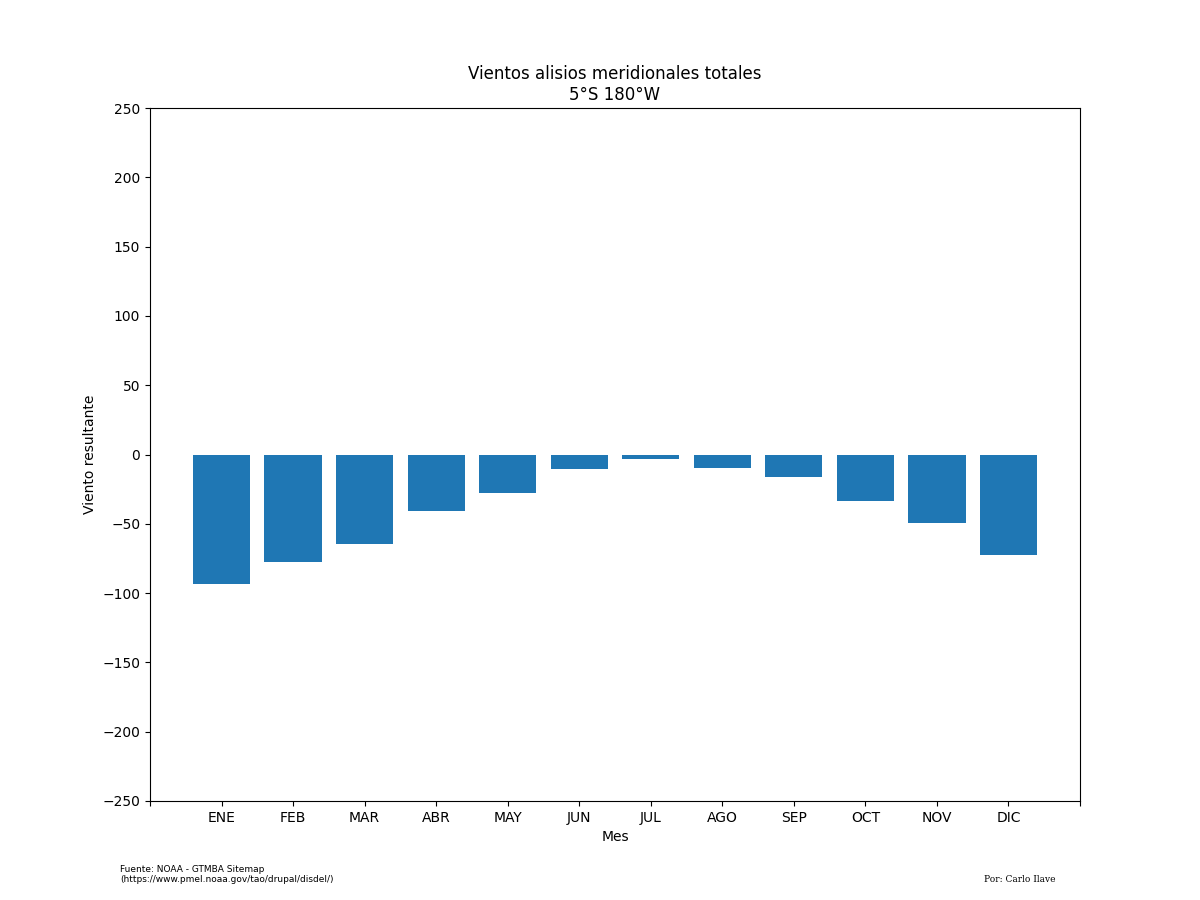 Vientos alisios meridionales totales
5°S 180°W
250
200
150
100
50
0
−50
−100
−150
−200
−250
Viento resultante
ENE FEB MAR ABR MAY JUN JUL AGO SEP OCT NOV DIC
Mes
Fuente: NOAA - GTMBA Sitemap
(https://www.pmel.noaa.gov/tao/drupal/disdel/)
Por: Carlo Ilave